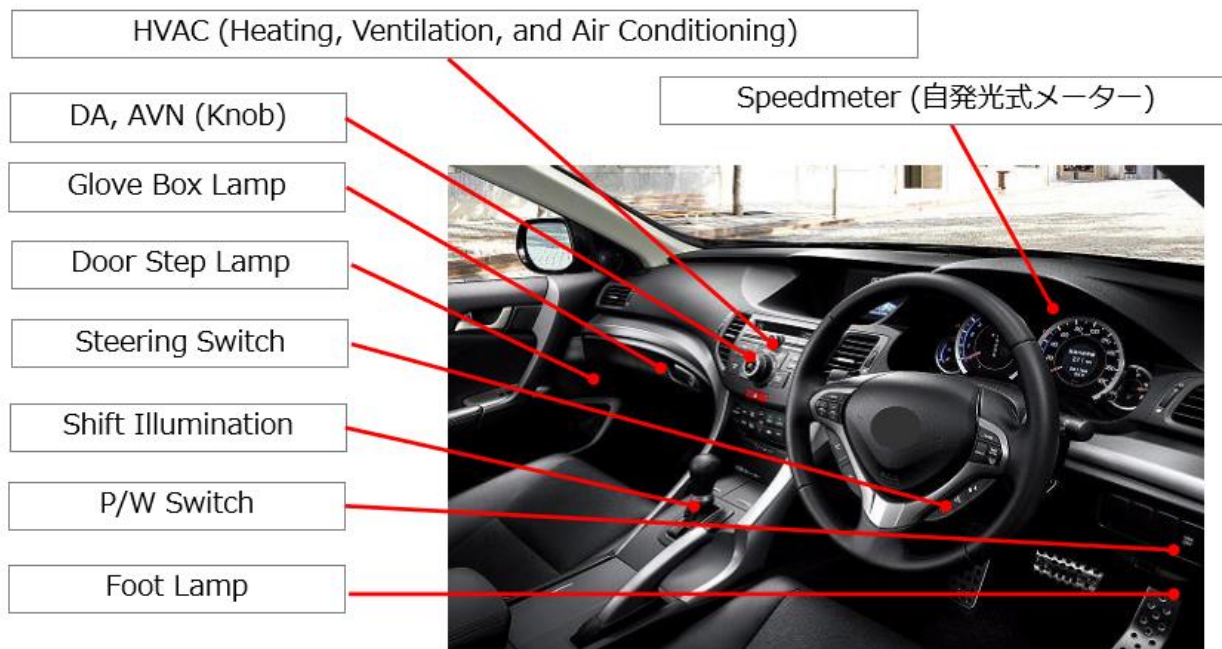 HVAC (Heating, Ventilation, and Air Conditioning)
Speedmeter (自発光式メーター)
DA, AVN (Knob)
Glove Box Lamp
Door Step Lamp
Steering Switch
Shift Illumination
P/W Switch
Foot Lamp